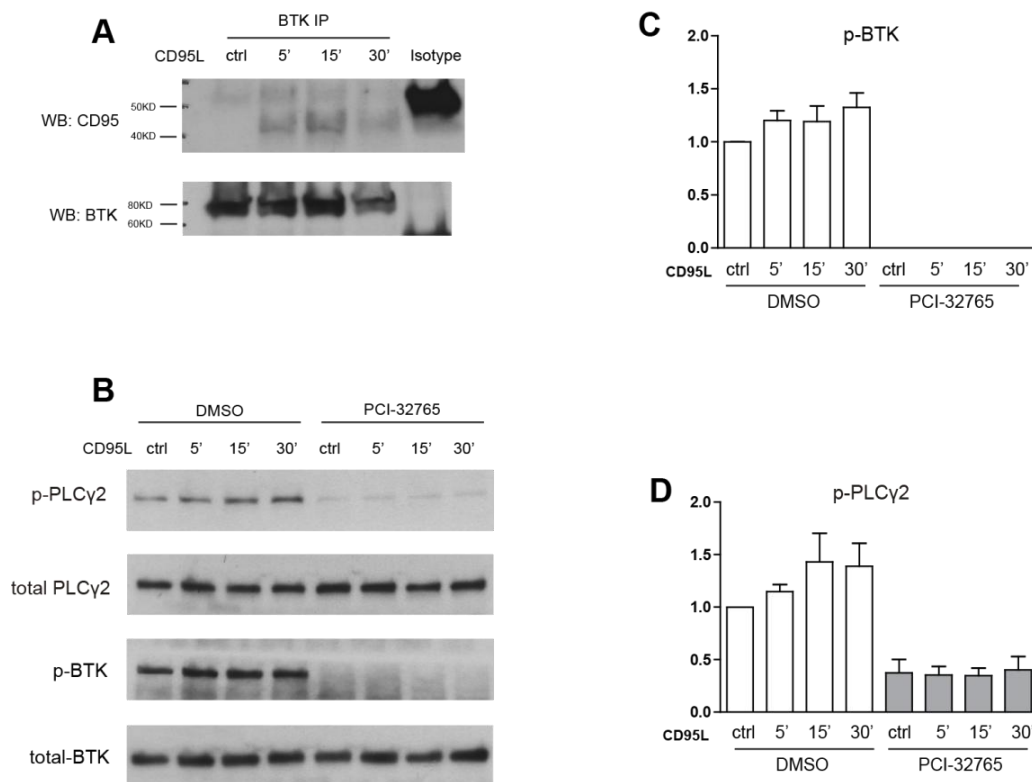 A
BTK IP
CD95L ctrl 5’ 15’ 30’ Isotype
WB: CD95
50KD
40KD
WB: BTK
80KD
60KD
B
DMSO PCI-32765
CD95L ctrl 5’ 15’ 30’ ctrl 5’ 15’ 30’
p-PLCγ2
total PLCγ2
p-BTK
total-BTK
C
p-BTK
2.0
1.5
1.0
0.5
0.0
CD95L ctrl 5’ 15’ 30’ ctrl 5’ 15’ 30’
DMSO PCI-32765
D
p-PLCγ2
2.0
1.5
1.0
0.5
0.0
CD95L ctrl 5’ 15’ 30’ ctrl 5’ 15’ 30’
DMSO PCI-32765